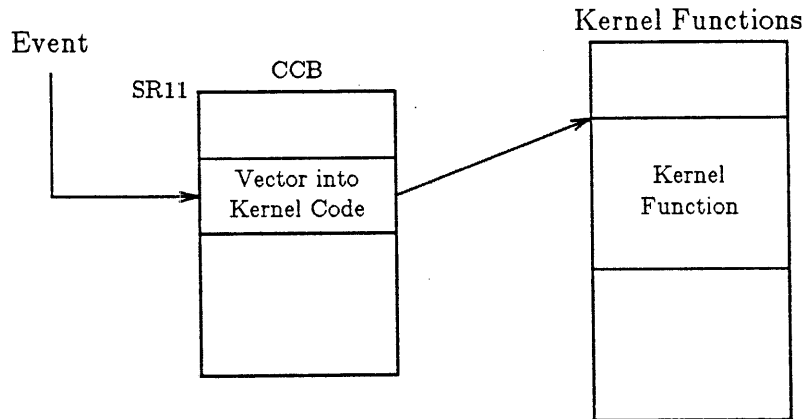 Kernel Functions
Event
CCB
SR11
Vector into
Kernel Code
Kernel
Function